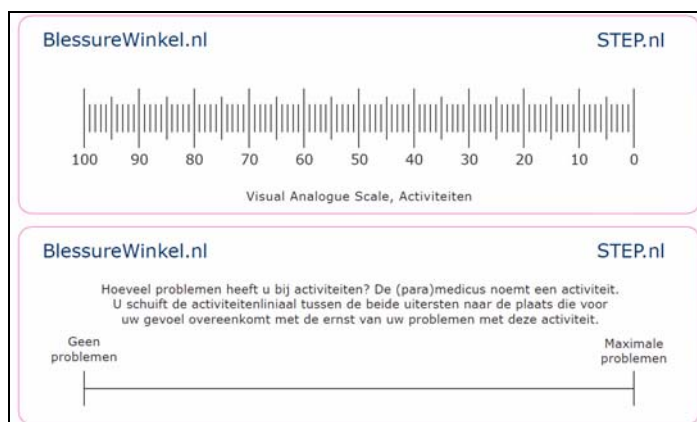 BlessureWinkel.nl STEP.nl
100 90 80 70 60 50 40 30 20 10 0
Visual Analogue Scale, Activiteiten
BlessureWinkel.nl STEP.nl
Hoeveel problemen heeft u bij activiteiten? De (para)medicus noemt een activiteit.
U schuift de activiteitenliniaal tussen de beide uitersten naar de plaats die voor
uw gevoel overeenkomt met de ernst van uw problemen met deze activiteit.
Geen Maximale
problemen problemen